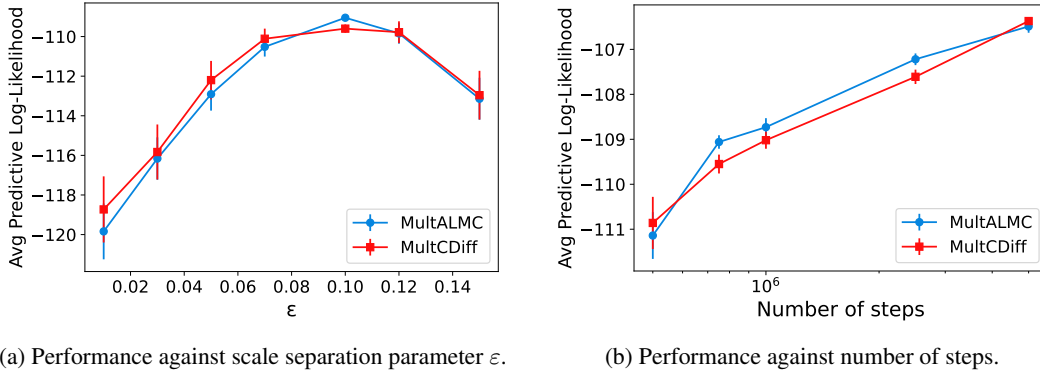 Avg Predictive Log-Likelihood
−110
−112
−114
−116
−118
−120
0.02 0.04 0.06 0.08 0.10 0.12 0.14
ε
MultALMC
MultCDiff
(a) Performance against scale separation parameter ε.
Avg Predictive Log-Likelihood
−107
−108
−109
−110
−111
10⁶
Number of steps
MultALMC
MultCDiff
(b) Performance against number of steps.